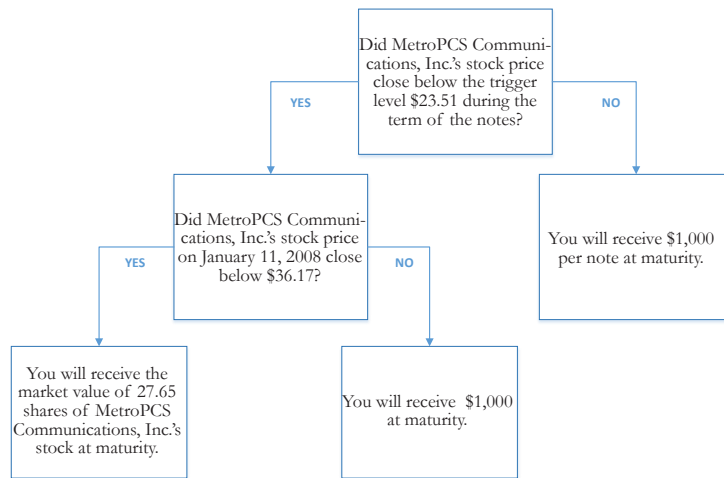 Did MetroPCS Communi-
cations, Inc.'s stock price
close below the trigger
level $23.51 during the
term of the notes?
YES
NO
Did MetroPCS Communi-
cations, Inc.'s stock price
on January 11, 2008 close
below $36.17?
You will receive $1,000
per note at maturity.
YES
NO
You will receive the
market value of 27.65
shares of MetroPCS
Communications, Inc.'s
stock at maturity.
You will receive  $1,000
at maturity.